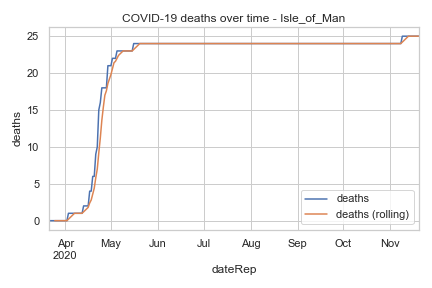 COVID-19 deaths over time - Isle_of_Man
25
20
15
10
5
0
deaths
Apr
2020
May
Jun
Jul
Aug
Sep
Oct
Nov
dateRep
deaths
deaths (rolling)